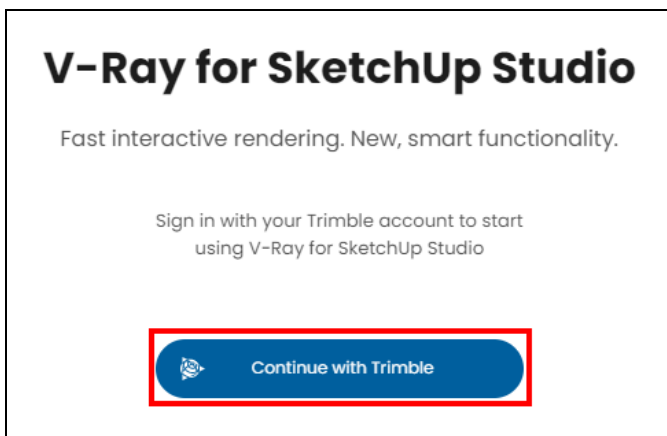 V-Ray for SketchUp Studio
Fast interactive rendering. New, smart functionality.
Sign in with your Trimble account to start
using V-Ray for SketchUp Studio
Continue with Trimble